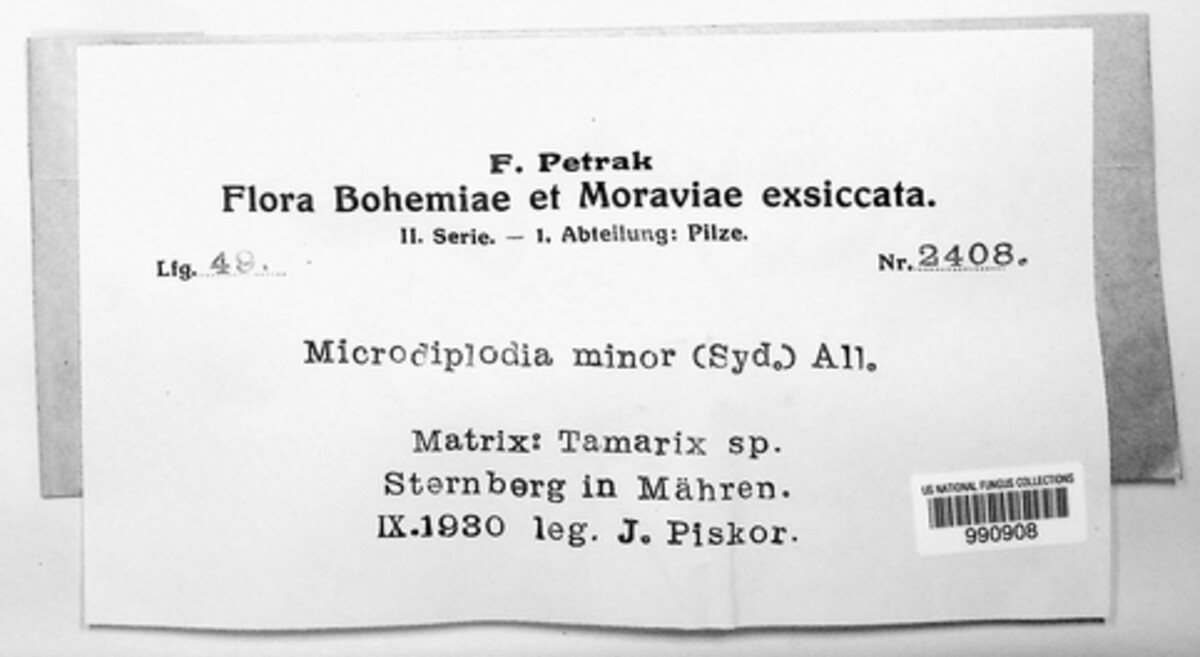 F. Petrak
Flora Bohemiae et Moraviae exsiccata.
II. Serie. — 1. Abteilung: Pilze.
Lfg. 49.
Nr. 2408.
Microdiplodia minor (Syd.) All.
Matrix: Tamarix sp.
Sternberg in Mähren.
IX.1930 leg. J. Piskor.
US NATIONAL FUNGUS COLLECTIONS
990908